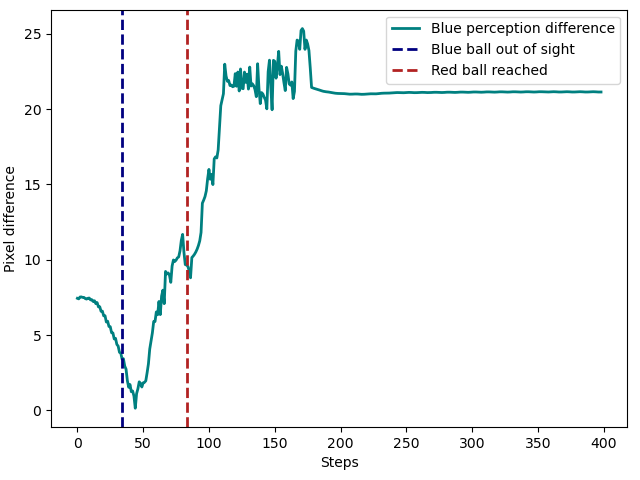 Blue perception difference
Blue ball out of sight
Red ball reached
Pixel difference
25
20
15
10
5
0
0 50 100 150 200 250 300 350 400
Steps